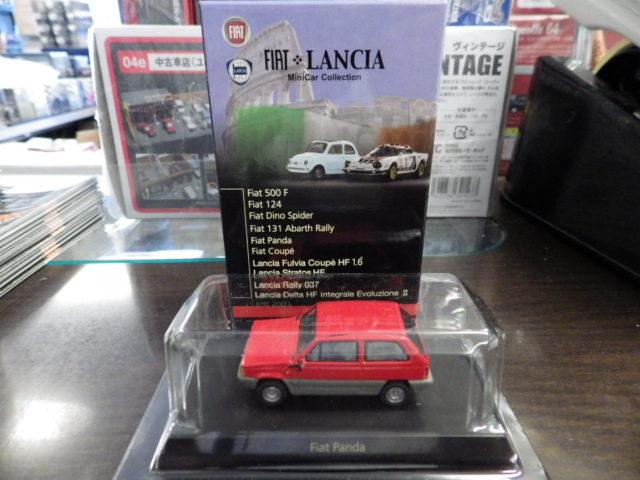 FIAT
FIAT LANCIA
MiniCar Collection
LANCIA
04e 中古車店
ヴィンテージ
NTAGE
Fiat 500 F
Fiat 124
Fiat Dino Spider
Fiat 131 Abarth Rally
Fiat Panda
Fiat Coupé
Lancia Fulvia Coupé HF 1.6
Lancia Stratos HF
Lancia Rally 037
Lancia Delta HF integrale Evoluzione II
Fiat Panda